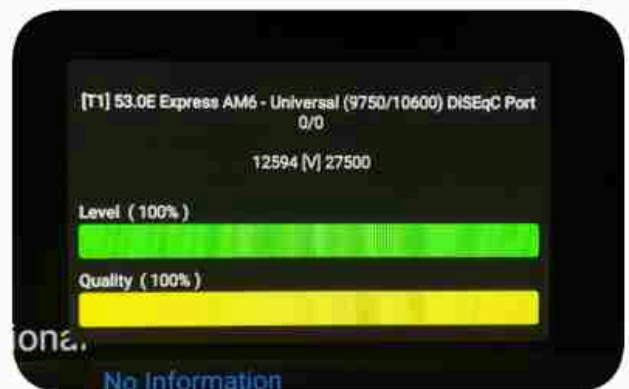 [T1] 53.0E Express AM6 - Universal (9750/10600) DiSEqC Port
0/0
12594 [V] 27500
Level ( 100% )
Quality ( 100% )
No Information